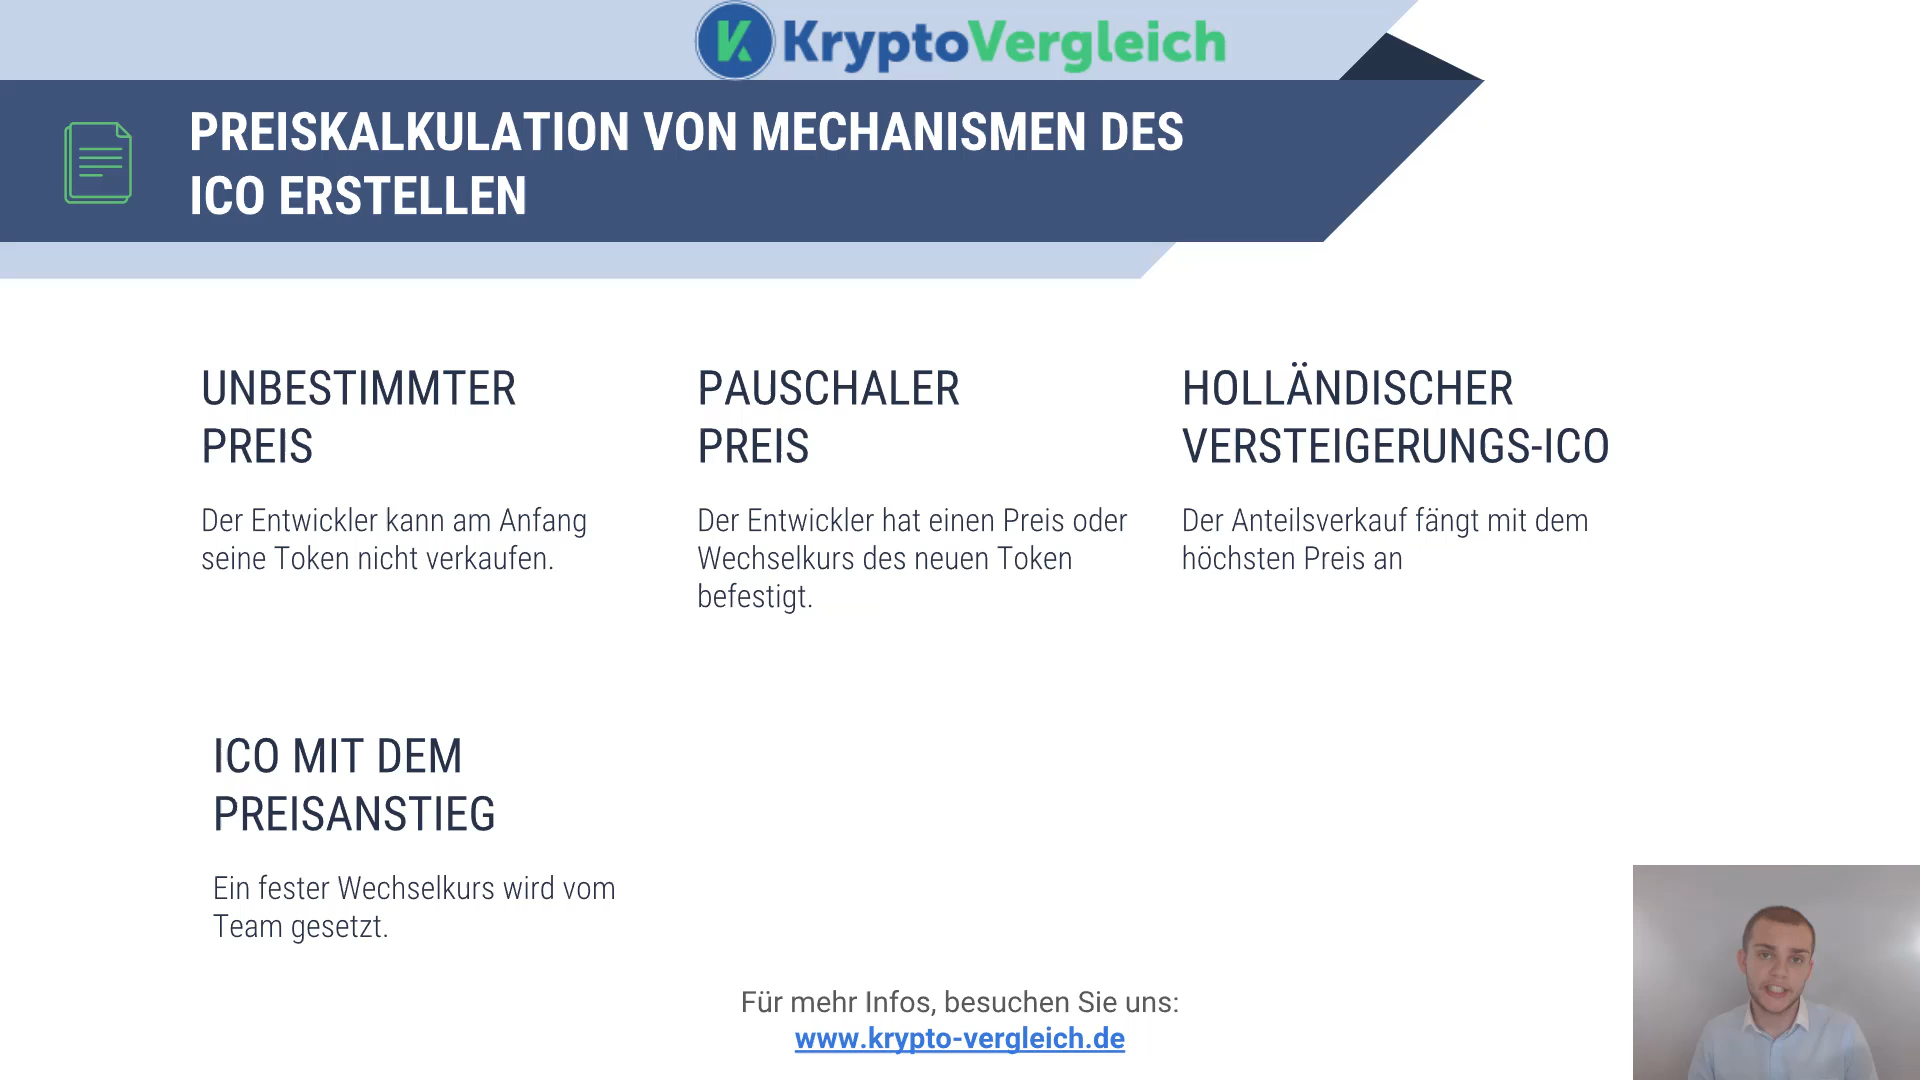 KryptoVergleich
PREISKALKULATION VON MECHANISMEN DES
ICO ERSTELLEN
UNBESTIMMTER
PREIS
Der Entwickler kann am Anfang
seine Token nicht verkaufen.
PAUSCHALER
PREIS
Der Entwickler hat einen Preis oder
Wechselkurs des neuen Token
befestigt.
HOLLÄNDISCHER
VERSTEIGERUNGS-ICO
Der Anteilsverkauf fängt mit dem
höchsten Preis an
ICO MIT DEM
PREISANSTIEG
Ein fester Wechselkurs wird vom
Team gesetzt.
Für mehr Infos, besuchen Sie uns:
www.krypto-vergleich.de